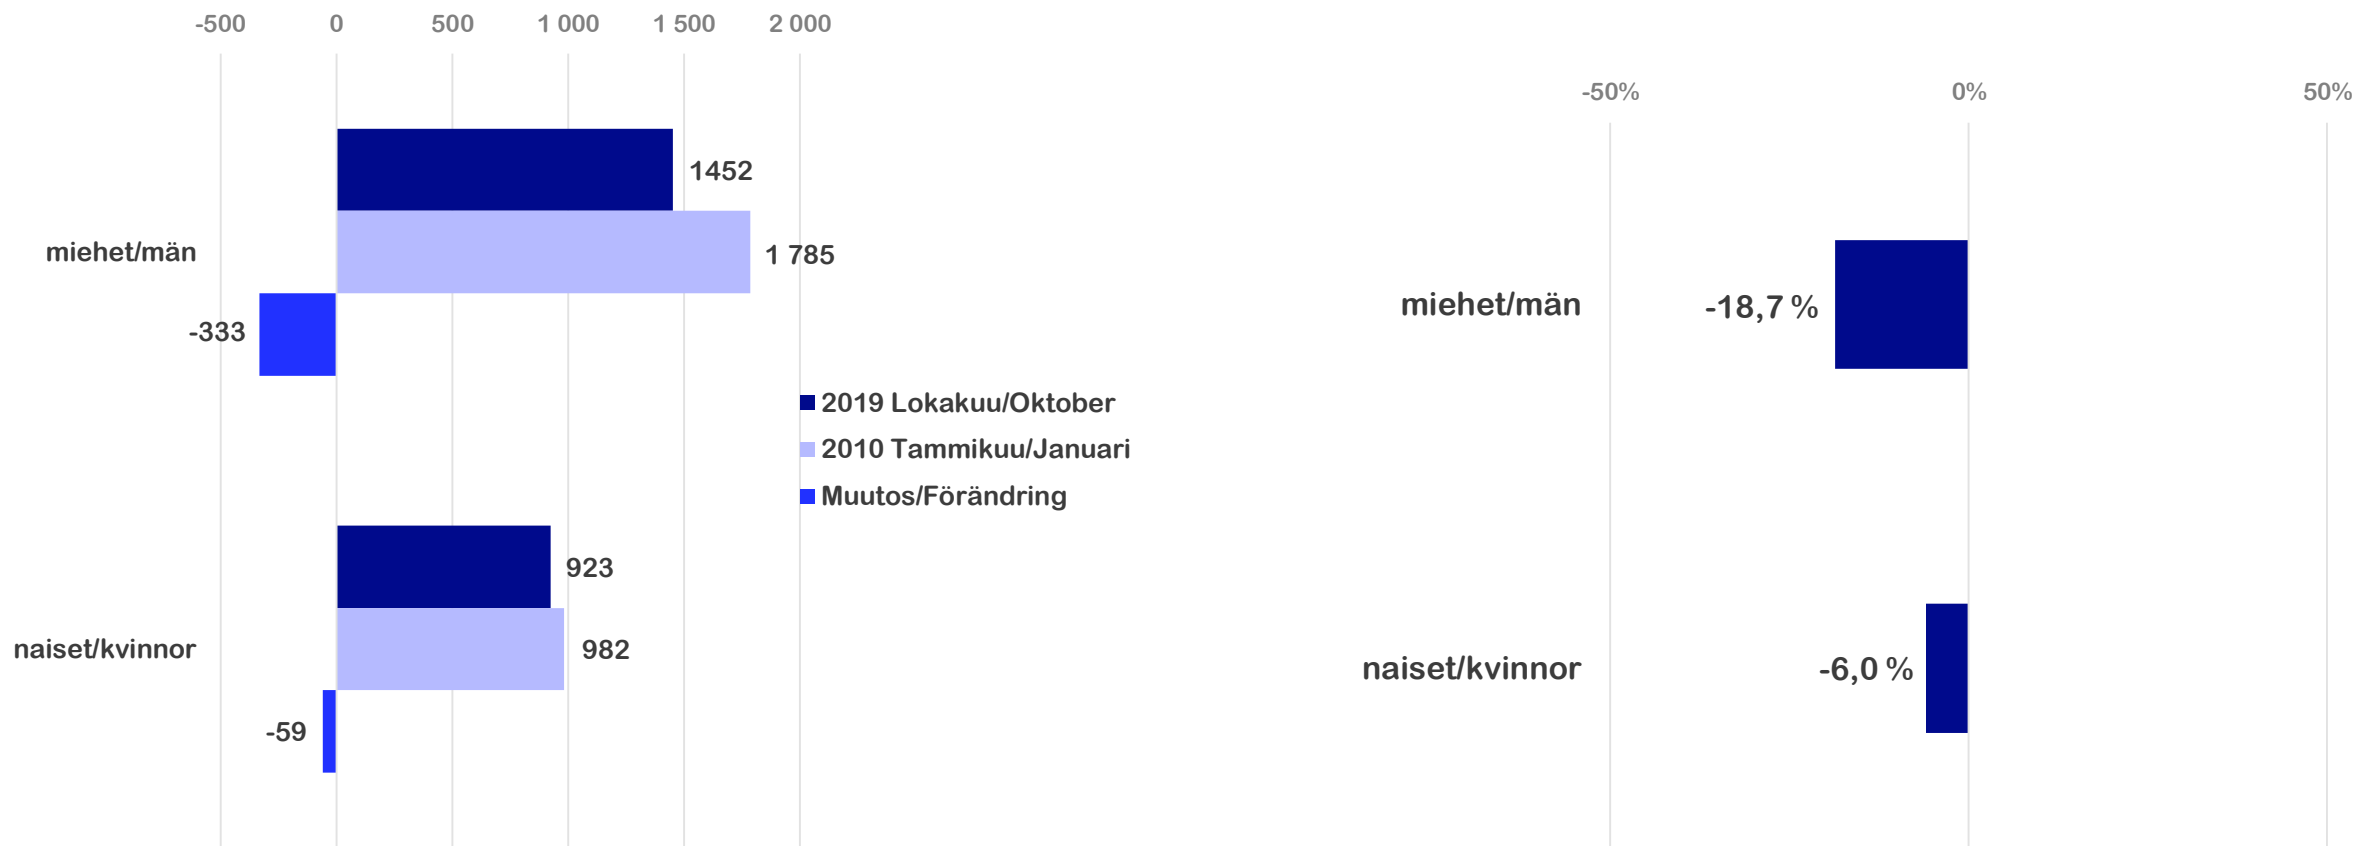 -500 0 500 1 000 1 500 2 000
1452
miehet/män
1 785
-333
923
naiset/kvinnor
982
-59
2019 Lokakuu/Oktober
2010 Tammikuu/Januari
Muutos/Förändring
-50% 0% 50%
miehet/män
-18,7 %
naiset/kvinnor
-6,0 %